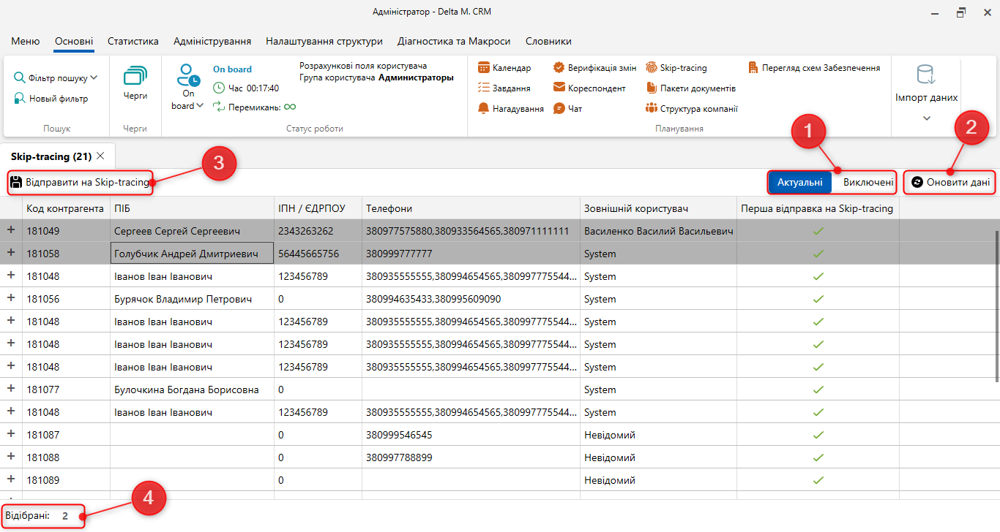 Адміністратор - Delta M. CRM
Меню Основні Статистика Адміністрування Налаштування структури Діагностика та Макроси Словники
Фільтр пошуку
Новый фильтр
Пошук
Черги
Черги
On board
On board
Час 00:17:40
Перемикань: ∞
Розрахункові поля користувача
Група користувача Администраторы
Статус роботи
Календар Верифікація змін Skip-tracing Перегляд схем Забезпечення
Завдання Кореспондент Пакети документів
Нагадування Чат Структура компанії
Планування
Імпорт даних
1
2
3
Skip-tracing (21)
Відправити на Skip-tracing Актуальні Виключені Оновити дані
Код контрагента ПІБ ІПН / ЄДРПОУ Телефони Зовнішній користувач Перша відправка на Skip-tracing
181049 Сергеев Сергей Сергеевич 2343263262 380977575880,380933564565,380971111111 Василенко Василий Васильевич
181058 Голубчик Андрей Дмитриевич 56445665756 380999777777 System
181048 Іванов Іван Іванович 123456789 380935555555,380994654565,380997775544... System
181056 Бурячок Владимир Петрович 0 380994635433,380995609090 System
181048 Іванов Іван Іванович 123456789 380935555555,380994654565,380997775544... System
181048 Іванов Іван Іванович 123456789 380935555555,380994654565,380997775544... System
181048 Іванов Іван Іванович 123456789 380935555555,380994654565,380997775544... System
181077 Булочкина Богдана Борисовна 0 System
181048 Іванов Іван Іванович 123456789 380935555555,380994654565,380997775544... System
181087 0 380999546545 Невідомий
181088 0 380997788899 Невідомий
181089 0 Невідомий
4
Відібрані: 2